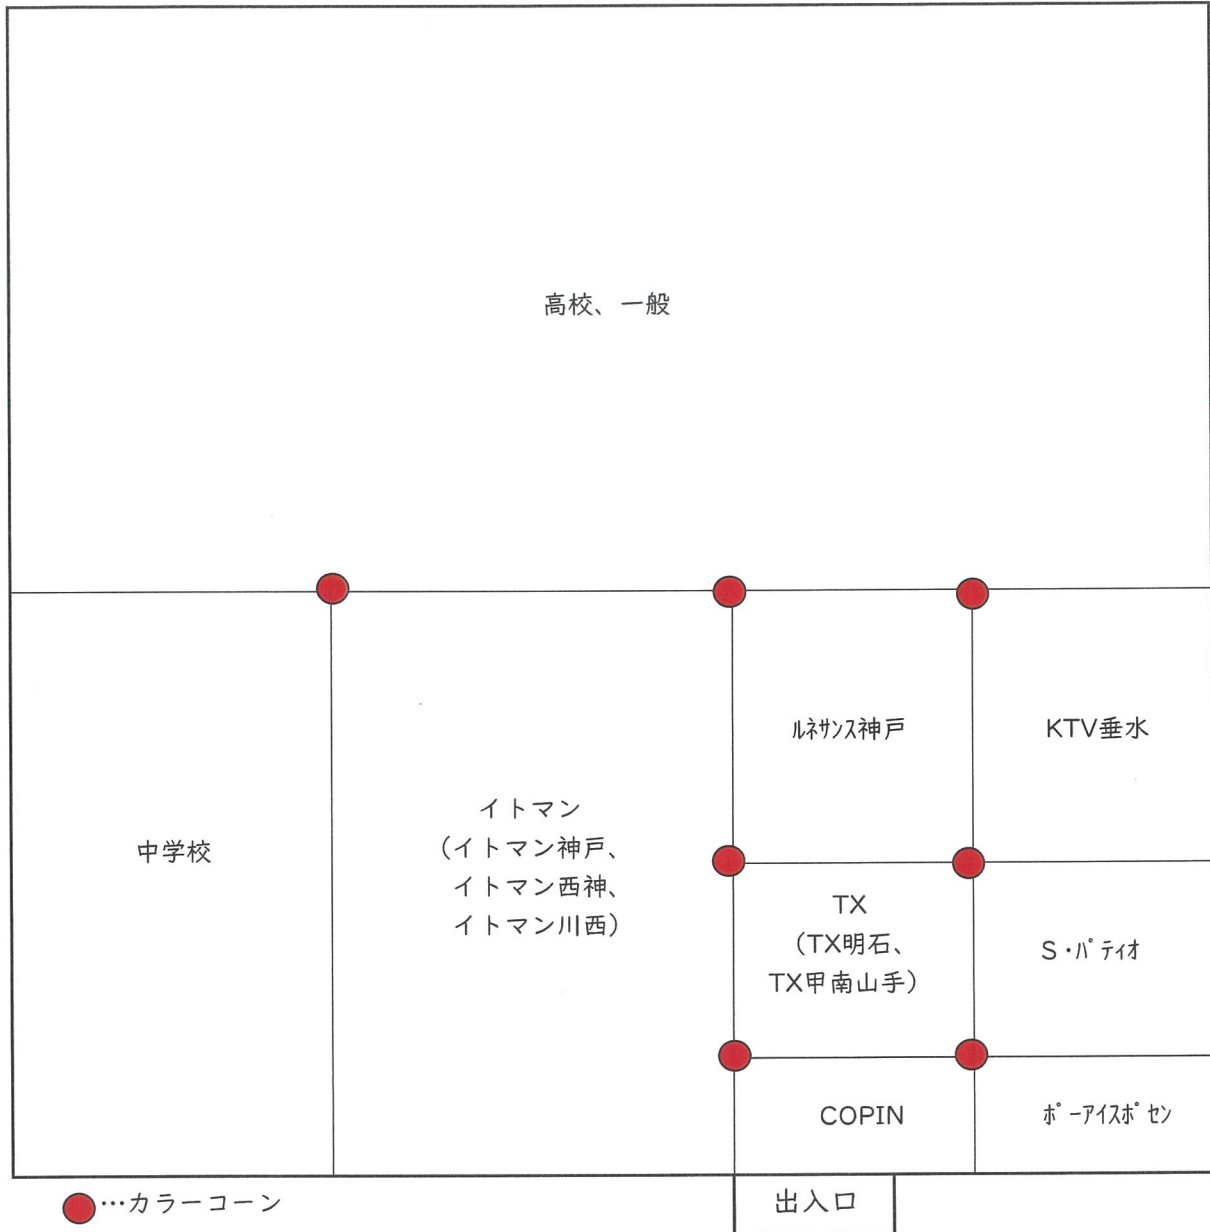 高校、一般
ルネサンス神戸
KTV垂水
中学校
イトマン
(イトマン神戸、
イトマン西神、
イトマン川西)
TX
(TX明石、
TX甲南山手)
S・パティオ
COPIN
ポーアイスポセン
…カラーコーン
出入口